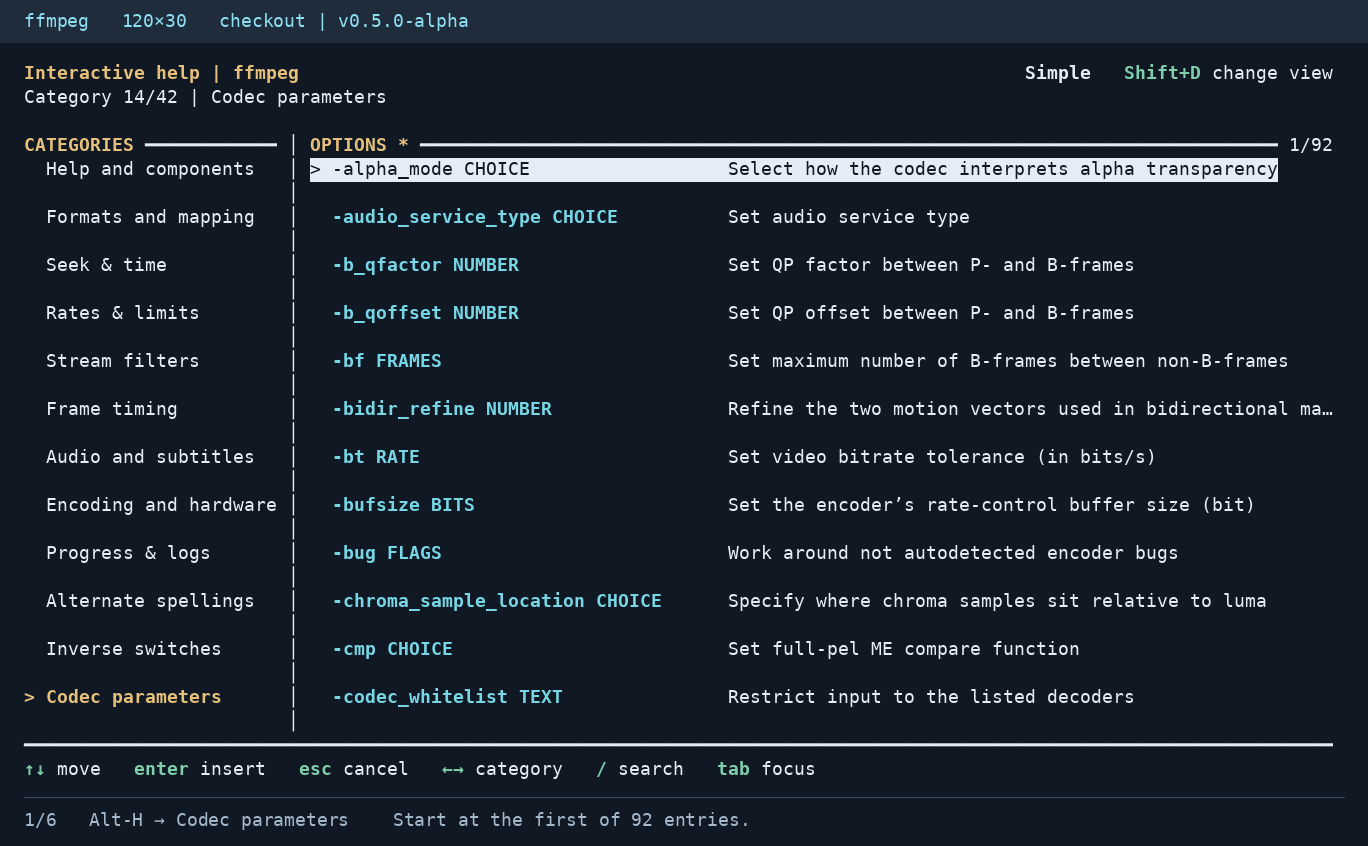 ffmpeg   120×30   checkout | v0.5.0-alpha
Interactive help | ffmpeg   Simple   Shift+D change view
Category 14/42 | Codec parameters
CATEGORIES   OPTIONS *   1/92
Help and components   > -alpha_mode CHOICE   Select how the codec interprets alpha transparency
Formats and mapping   -audio_service_type CHOICE   Set audio service type
Seek & time   -b_qfactor NUMBER   Set QP factor between P- and B-frames
Rates & limits   -b_qoffset NUMBER   Set QP offset between P- and B-frames
Stream filters   -bf FRAMES   Set maximum number of B-frames between non-B-frames
Frame timing   -bidir_refine NUMBER   Refine the two motion vectors used in bidirectional ma…
Audio and subtitles   -bt RATE   Set video bitrate tolerance (in bits/s)
Encoding and hardware   -bufsize BITS   Set the encoder’s rate-control buffer size (bit)
Progress & logs   -bug FLAGS   Work around not autodetected encoder bugs
Alternate spellings   -chroma_sample_location CHOICE   Specify where chroma samples sit relative to luma
Inverse switches   -cmp CHOICE   Set full-pel ME compare function
> Codec parameters   -codec_whitelist TEXT   Restrict input to the listed decoders
↑↓ move   enter insert   esc cancel   ←→ category   / search   tab focus
1/6   Alt-H → Codec parameters   Start at the first of 92 entries.